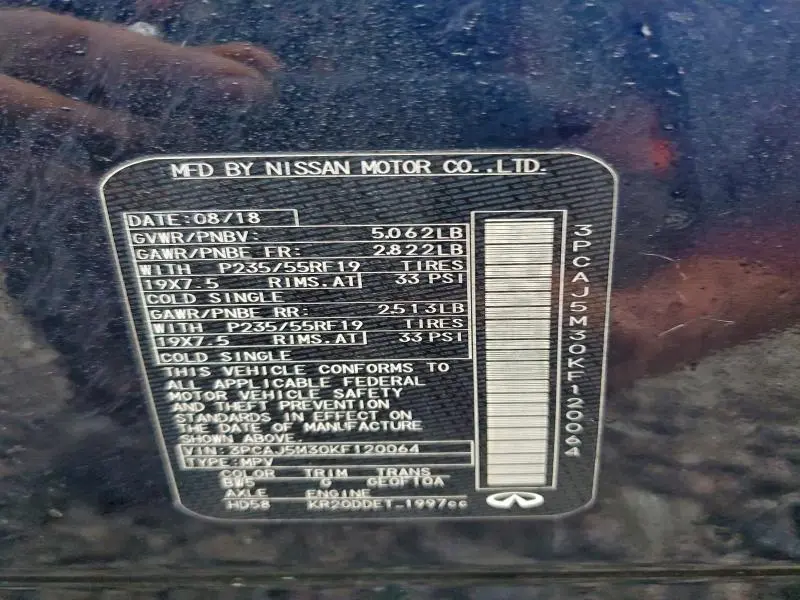 MFD BY NISSAN MOTOR CO.,LTD.
DATE:08/18
GVWR/PNBV: 5.062LB
GAWR/PNBE FR: 2.822LB
WITH P235/55RF19 TIRES
19X7.5 RIMS.AT 33 PSI
COLD SINGLE
GAWR/PNBE RR: 2.513LB
WITH P235/55RF19 TIRES
19X7.5 RIMS.AT 33 PSI
COLD SINGLE
THIS VEHICLE CONFORMS TO
ALL APPLICABLE FEDERAL
MOTOR VEHICLE SAFETY
AND THEFT PREVENTION
STANDARDS IN EFFECT ON
THE DATE OF MANUFACTURE
SHOWN ABOVE.
VIN:3PCAJ5M30KF120064
TYPE:MPV
COLOR TRIM TRANS
BW5 G GEOF10A
AXLE ENGINE
HD58 KR20DDET_1997cc
3PCAJ5M30KF120064